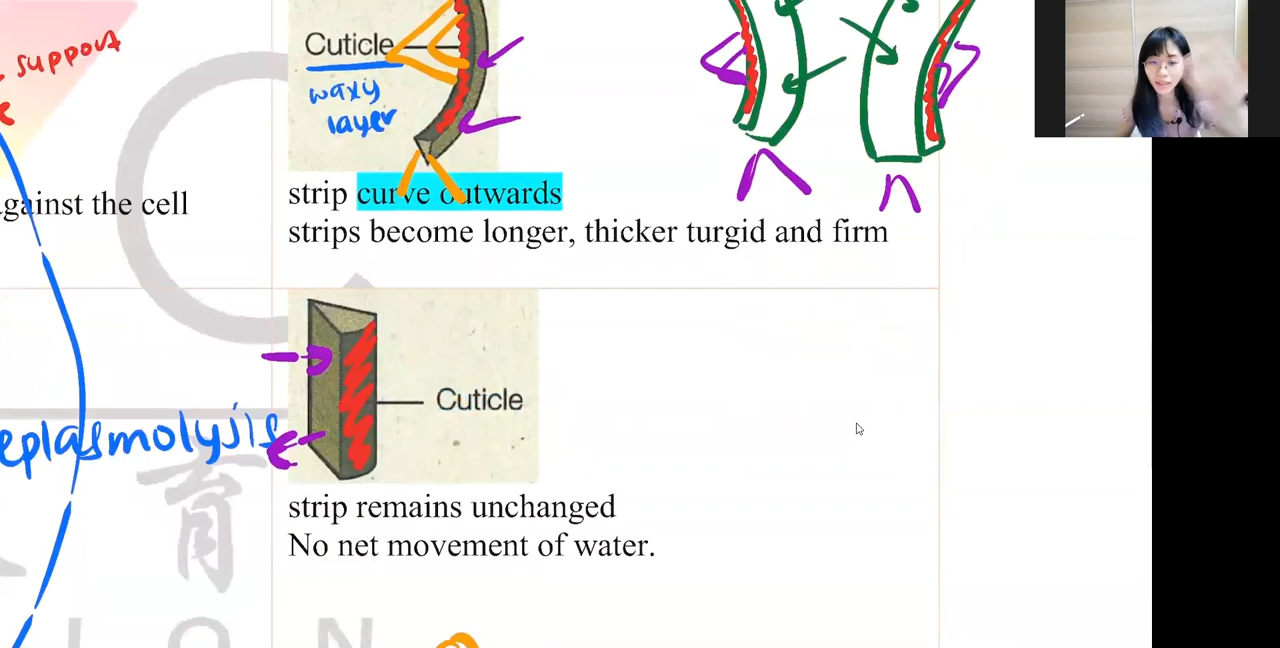 support
Cuticle
waxy
layer
against the cell
strip curve outwards
strips become longer, thicker turgid and firm
Cuticle
eplasmolysis
育
strip remains unchanged
No net movement of water.
I O N